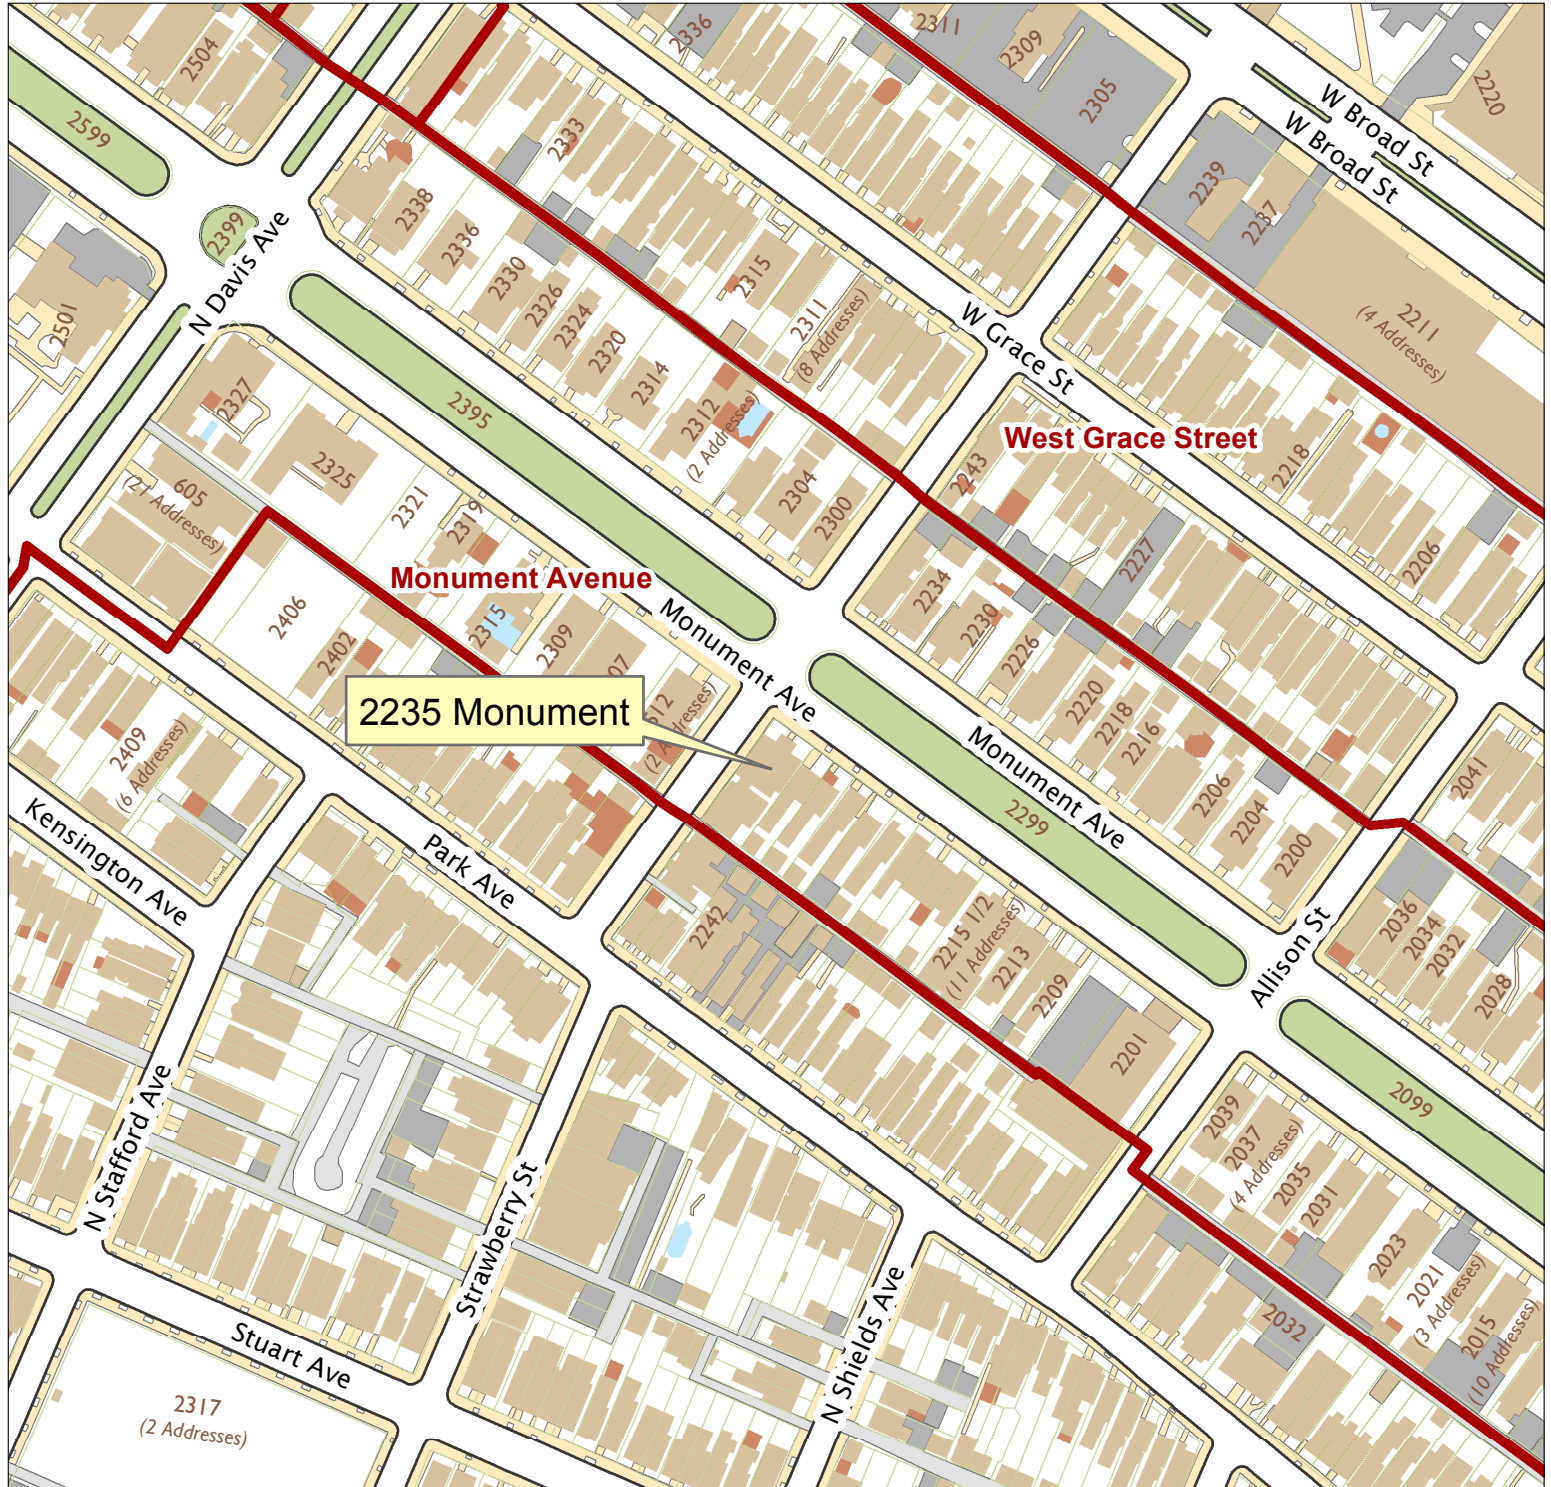 2336
2311
2309
2305
2504
2220
W Broad St
W Broad St
2599
2333
2239
2237
2338
2399
2336
N Davis Ave
2330
2326
2324
2320
2314
2312
(2 Addresses)
2315
2311
(8 Addresses)
2304
2300
W Grace St
2211
(4 Addresses)
2501
2327
2325
2395
West Grace Street
2243
2218
2206
2227
605
(21 Addresses)
2321
2319
Monument Avenue
2406
2402
2315
2309
07
2312
Monument Ave
2234
2230
2226
2220
2218
2216
2206
2204
2200
2235 Monument
Monument Ave
2299
2041
2409
(6 Addresses)
Kensington Ave
Park Ave
2242
2215 1/2
(11 Addresses)
2213
2209
2201
Allison St
2036
2034
2032
2028
2099
N Stafford Ave
Strawberry St
N Shields Ave
Stuart Ave
2317
(2 Addresses)
2039
2037
(4 Addresses)
2035
2031
2032
2023
2021
(3 Addresses)
2015
(10 Addresses)